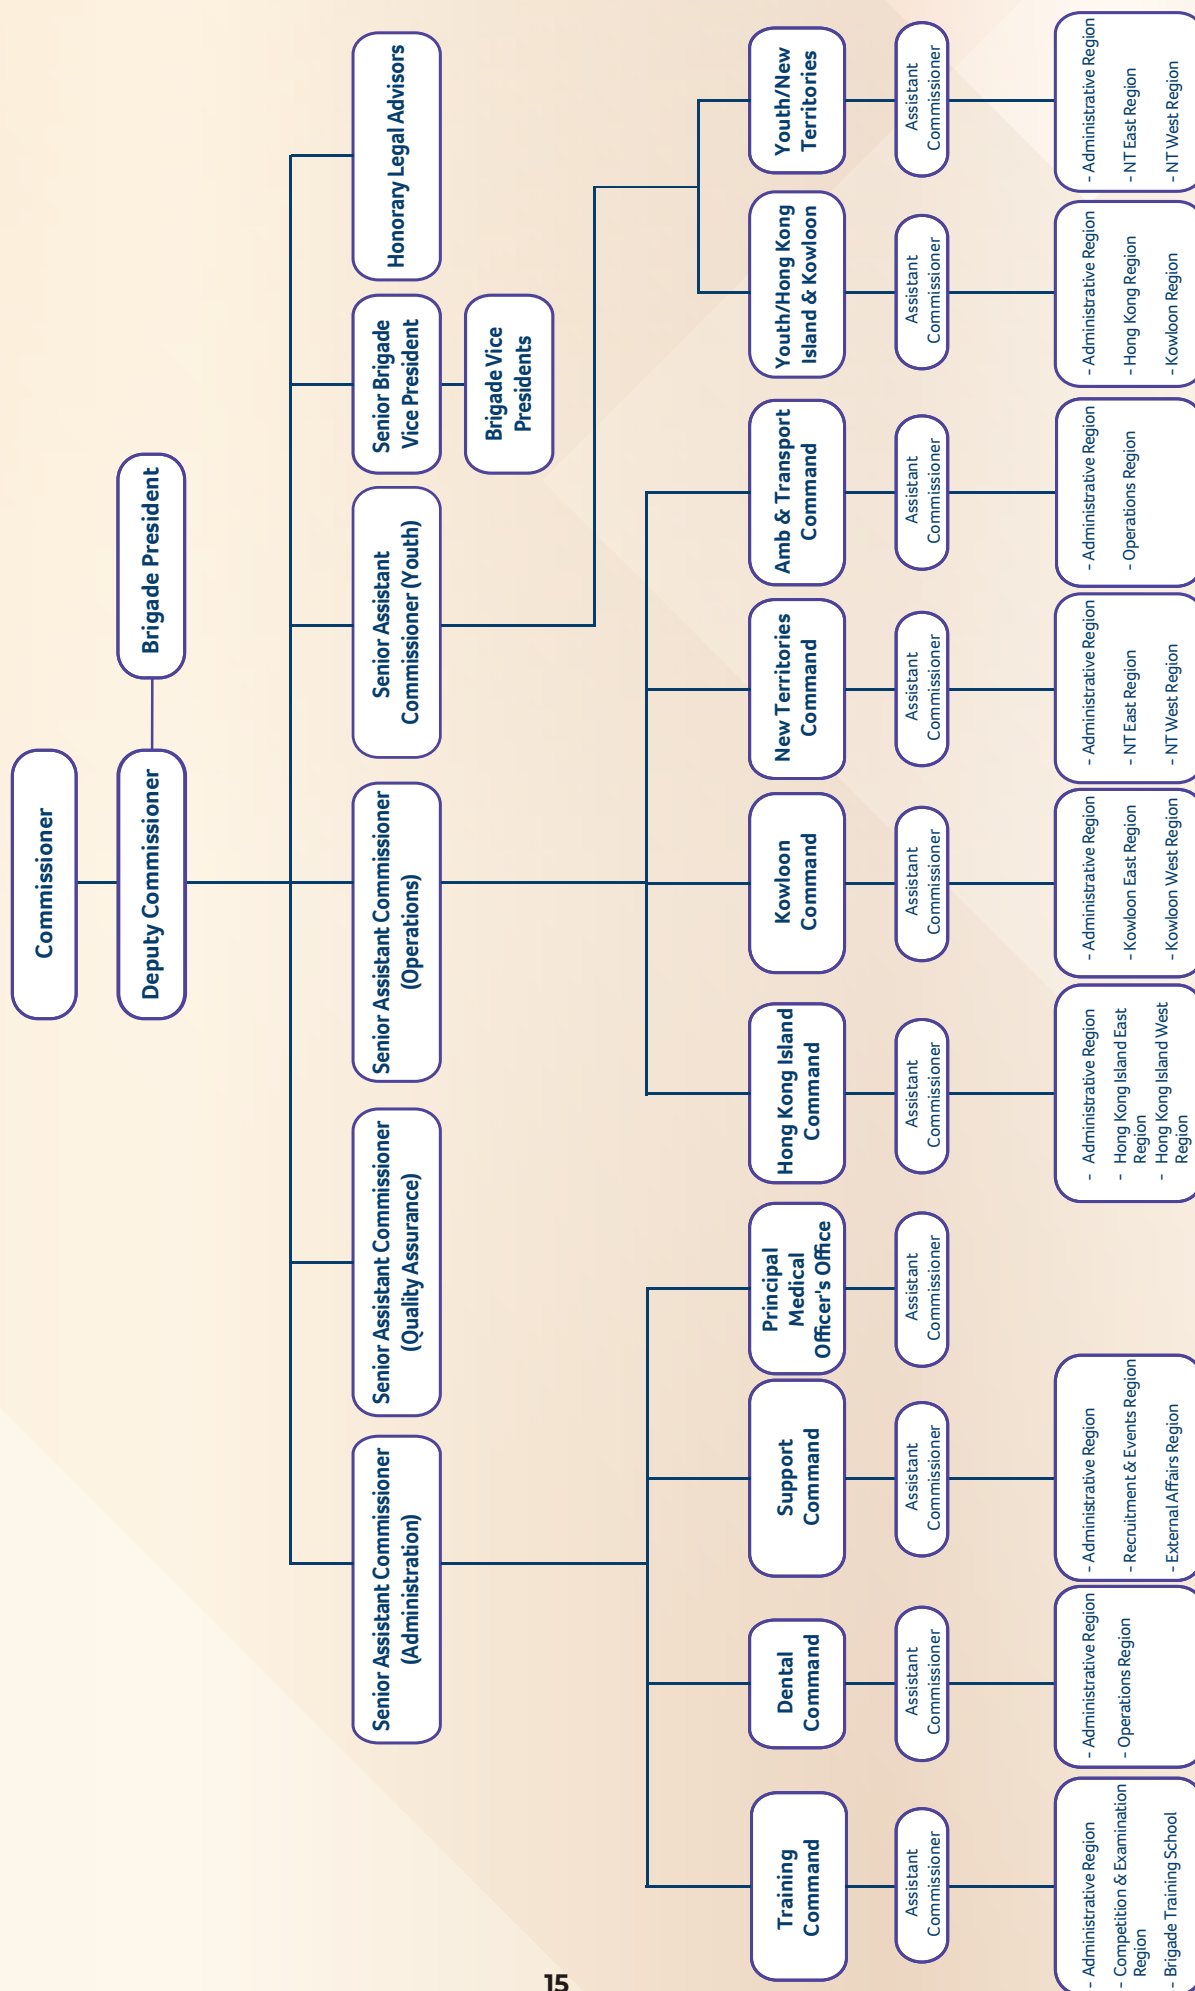 Commissioner
Deputy Commissioner
Brigade President
Senior Assistant Commissioner
(Administration)
Senior Assistant Commissioner
(Quality Assurance)
Senior Assistant Commissioner
(Operations)
Senior Assistant
Commissioner (Youth)
Senior Brigade
Vice President
Honorary Legal Advisors
Brigade Vice
Presidents
Training
Command
Dental
Command
Support
Command
Principal
Medical
Officer's Office
Hong Kong Island
Command
Kowloon
Command
New Territories
Command
Amb & Transport
Command
Youth/Hong Kong
Island & Kowloon
Youth/New
Territories
Assistant
Commissioner
Assistant
Commissioner
Assistant
Commissioner
Assistant
Commissioner
Assistant
Commissioner
Assistant
Commissioner
Assistant
Commissioner
Assistant
Commissioner
Assistant
Commissioner
Assistant
Commissioner
- Administrative Region
- Competition & Examination
Region
- Brigade Training School
- Administrative Region
- Operations Region
- Administrative Region
- Recruitment & Events Region
- External Affairs Region
- Administrative Region
- Hong Kong Island East
Region
- Hong Kong Island West
Region
- Administrative Region
- Kowloon East Region
- Kowloon West Region
- Administrative Region
- NT East Region
- NT West Region
- Administrative Region
- Operations Region
- Administrative Region
- Hong Kong Region
- Kowloon Region
- Administrative Region
- NT East Region
- NT West Region
15